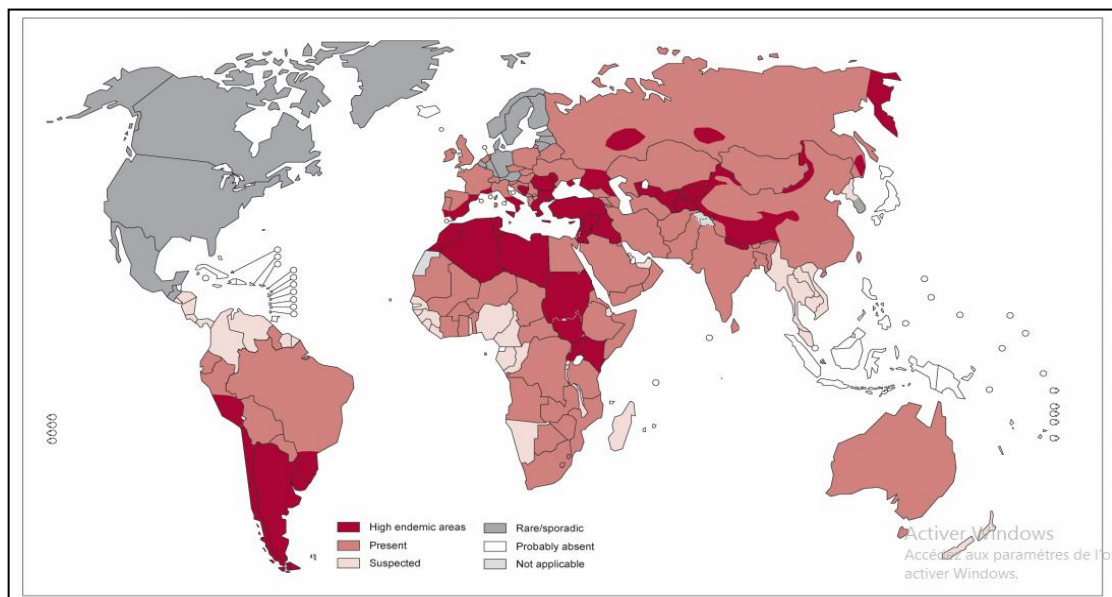 High endemic areas
Present
Suspected
Rare/sporadic
Probably absent
Not applicable
Activer Windows
Accédez aux paramètres de l'o
activer Windows.